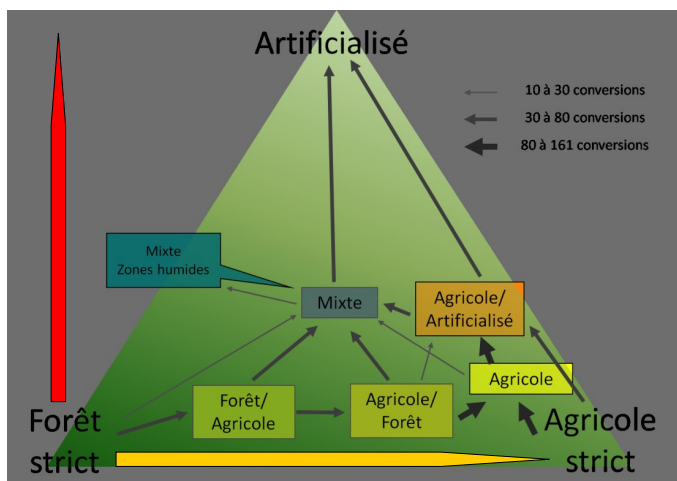 Artificialisé
10 à 30 conversions
30 à 80 conversions
80 à 161 conversions
Mixte
Zones humides
Mixte
Agricole/
Artificialisé
Agricole
Forêt/
Agricole
Agricole/
Forêt
Forêt
strict
Agricole
strict